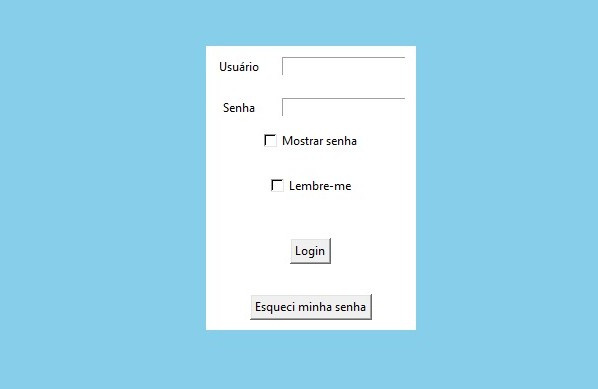 Usuário
Senha
Mostrar senha
Lembre-me
Login
Esqueci minha senha